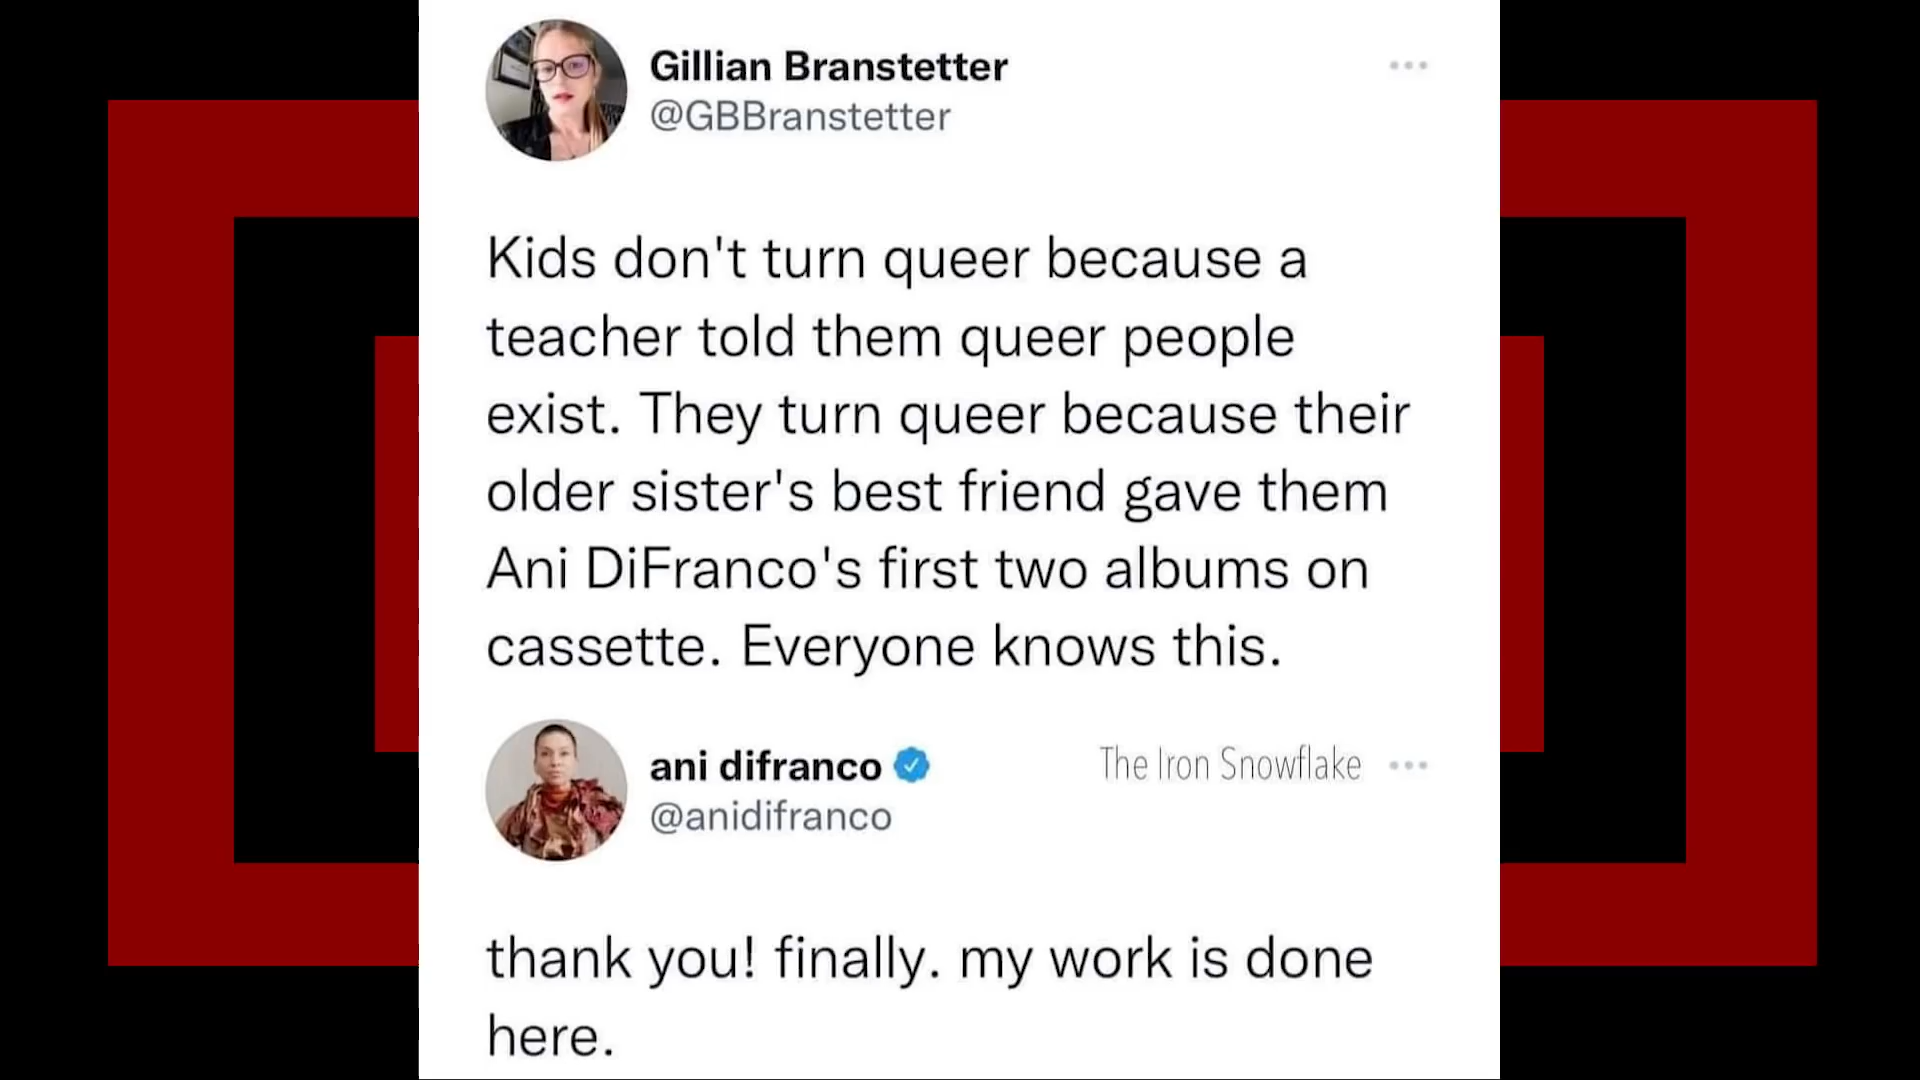 Gillian Branstetter
@GBBranstetter
Kids don't turn queer because a
teacher told them queer people
exist. They turn queer because their
older sister's best friend gave them
Ani DiFranco's first two albums on
cassette. Everyone knows this.
ani difranco
The Iron Snowflake
@anidifranco
thank you! finally. my work is done
here.